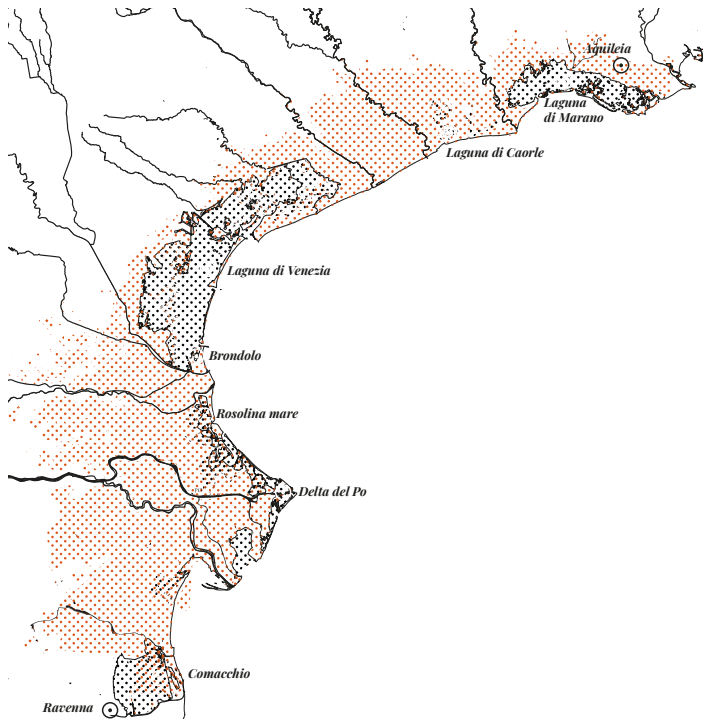 Aquileia
Laguna
di Marano
Laguna di Caorle
Laguna di Venezia
Brondolo
Rosolina mare
Delta del Po
Comacchio
Ravenna